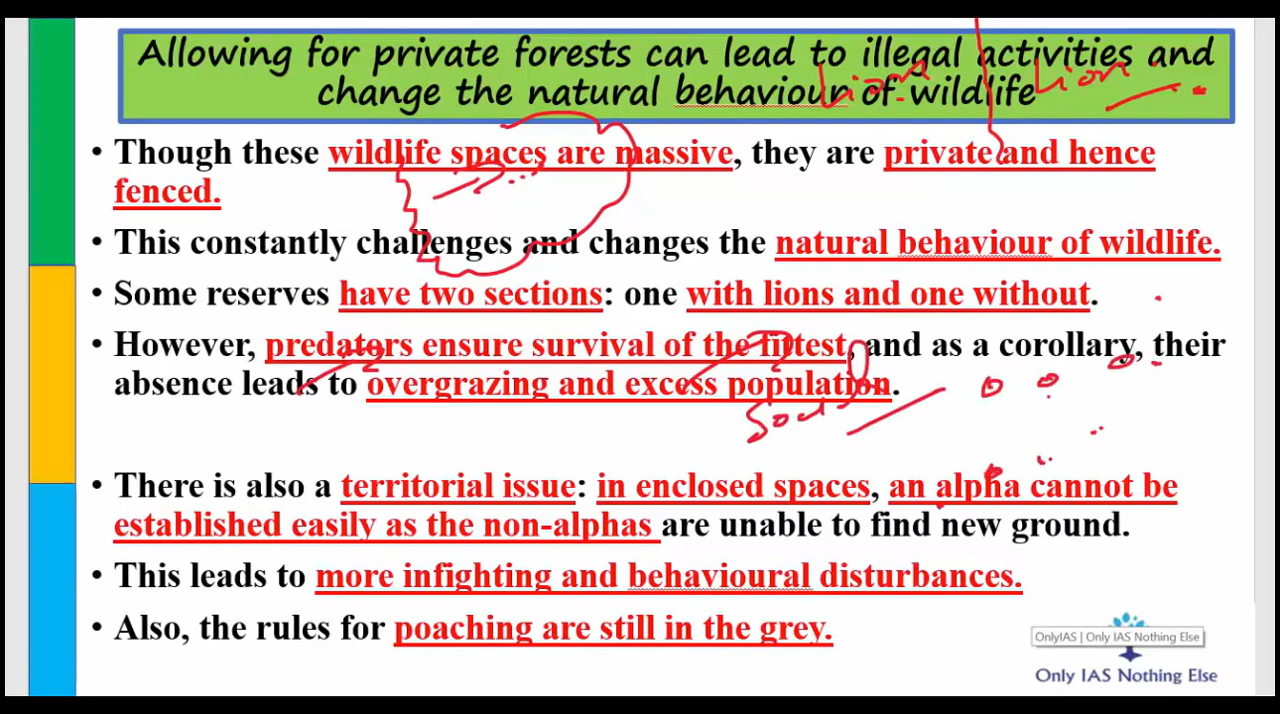 Allowing for private forests can lead to illegal activities and
change the natural behaviour of wildlife
Lion
Lion
• Though these wildlife spaces are massive, they are private and hence
fenced.
• This constantly challenges and changes the natural behaviour of wildlife.
• Some reserves have two sections: one with lions and one without.
• However, predators ensure survival of the fittest, and as a corollary, their
absence leads to overgrazing and excess population.
• There is also a territorial issue: in enclosed spaces, an alpha cannot be
established easily as the non-alphas are unable to find new ground.
• This leads to more infighting and behavioural disturbances.
• Also, the rules for poaching are still in the grey.
OnlyIAS | Only IAS Nothing Else
Only IAS Nothing Else